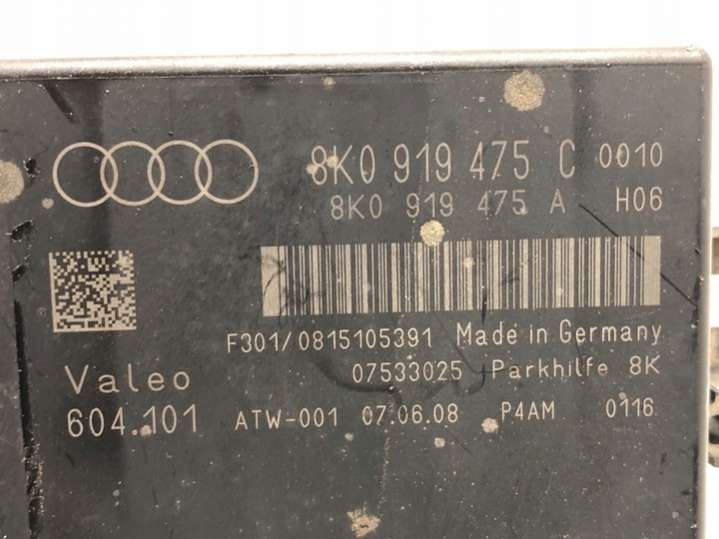 8K0 919 475 C 0010
8K0 919 475 A H06
F301/0815105391 Made in Germany
Valeo 07533025 Parkhilfe 8K
604.101 ATW-001 07.06.08 P4AM 0116